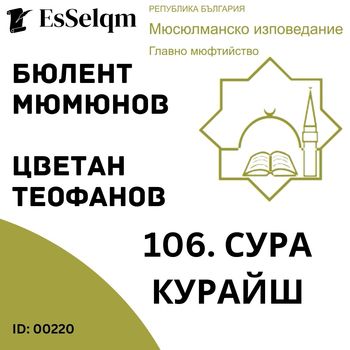 EsSelqm
РЕПУБЛИКА БЪЛГАРИЯ
Мюсюлманско изповедание
Главно мюфтийство
БЮЛЕНТ
МЮМЮНОВ
ЦВЕТАН
ТЕОФАНОВ
106. СУРА
КУРАЙШ
ID: 00220